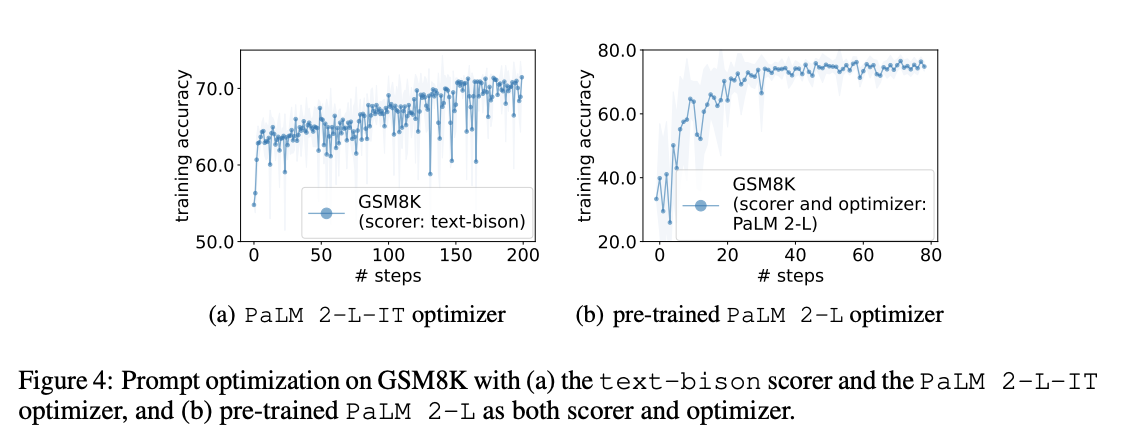 training accuracy
70.0
60.0
50.0
GSM8K
(scorer: text-bison)
0 50 100 150 200
# steps
(a) PaLM 2-L-IT optimizer
training accuracy
80.0
60.0
40.0
20.0
GSM8K
(scorer and optimizer:
PaLM 2-L)
0 20 40 60 80
# steps
(b) pre-trained PaLM 2-L optimizer
Figure 4: Prompt optimization on GSM8K with (a) the text-bison scorer and the PaLM 2-L-IT
optimizer, and (b) pre-trained PaLM 2-L as both scorer and optimizer.